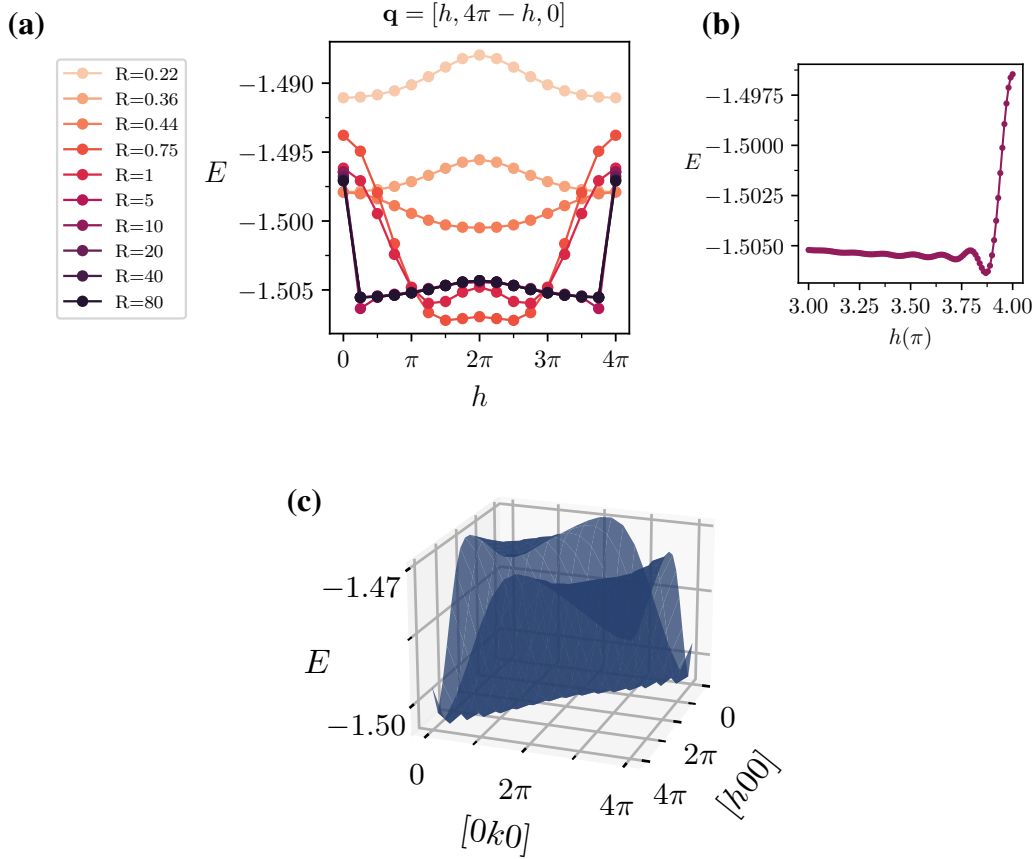 (a)
q = [h, 4π − h, 0]
R=0.22
R=0.36
R=0.44
R=0.75
R=1
R=5
R=10
R=20
R=40
R=80
E
−1.490
−1.495
−1.500
−1.505
0 π 2π 3π 4π
h
(b)
E
−1.4975
−1.5000
−1.5025
−1.5050
3.00 3.25 3.50 3.75 4.00
h(π)
(c)
E
−1.47
−1.50
0 2π 4π
[0k0]
4π 2π 0
[h00]